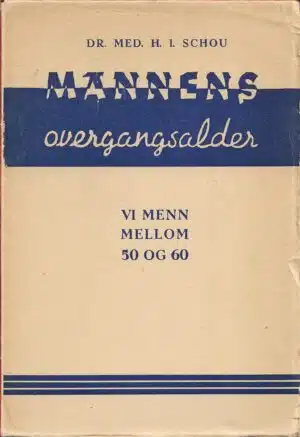 DR. MED. H. I. SCHOU
MANNENS
overgangsalder
VI MENN
MELLOM
50 OG 60